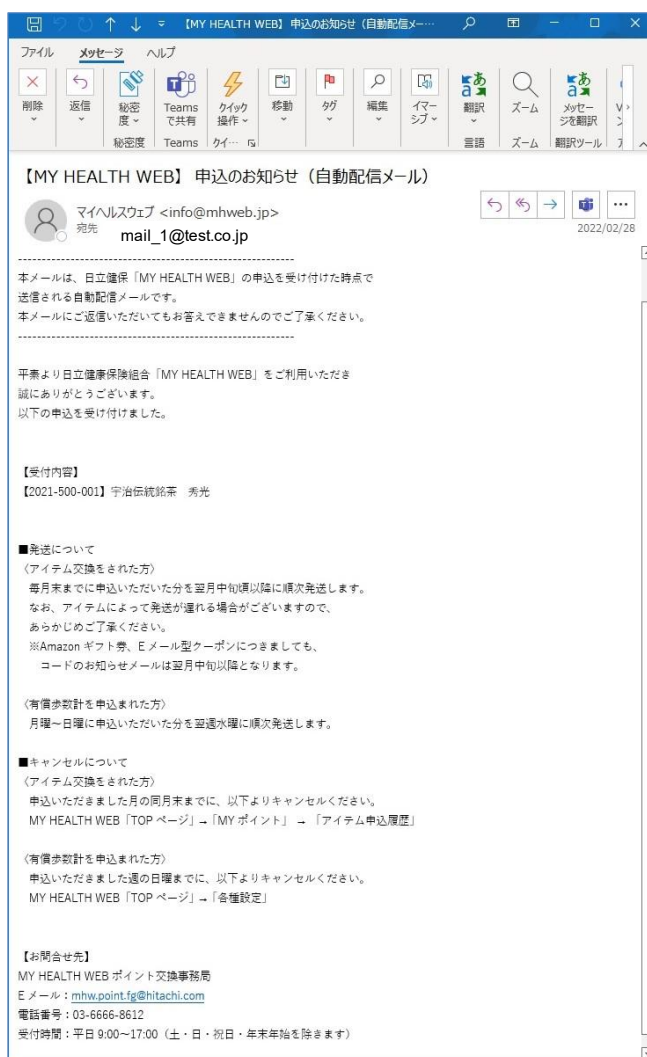 【MY HEALTH WEB】申込のお知らせ（自動配信メー…
ファイル メッセージ ヘルプ
削除 返信 秘密度 Teamsで共有 クイック操作 移動 タグ 編集 イマーシブ 翻訳 ズーム メッセージを翻訳
秘密度 Teams クイ… 言語 ズーム 翻訳ツール
【MY HEALTH WEB】 申込のお知らせ（自動配信メール）
マイヘルスウェブ <info@mhweb.jp>
宛先 mail_1@test.co.jp
2022/02/28
----------------------------------------------------------
本メールは、日立健保「MY HEALTH WEB」の申込を受け付けた時点で
送信される自動配信メールです。
本メールにご返信いただいてもお答えできませんのでご了承ください。
----------------------------------------------------------
平素より日立健康保険組合「MY HEALTH WEB」をご利用いただき
誠にありがとうございます。
以下の申込を受け付けました。
【受付内容】
【2021-500-001】宇治伝統銘茶　秀光
■発送について
〈アイテム交換をされた方〉
毎月末までに申込いただいた分を翌月中旬頃以降に順次発送します。
なお、アイテムによって発送が遅れる場合がございますので、
あらかじめご了承ください。
※Amazon ギフト券、E メール型クーポンにつきましても、
コードのお知らせメールは翌月中旬以降となります。
〈有償歩数計を申込まれた方〉
月曜～日曜に申込いただいた分を翌週水曜に順次発送します。
■キャンセルについて
〈アイテム交換をされた方〉
申込いただきました月の同月末までに、以下よりキャンセルください。
MY HEALTH WEB「TOP ページ」→「MY ポイント」 → 「アイテム申込履歴」
〈有償歩数計を申込まれた方〉
申込いただきました週の日曜までに、以下よりキャンセルください。
MY HEALTH WEB「TOP ページ」→「各種設定」
【お問合せ先】
MY HEALTH WEB ポイント交換事務局
E メール：mhw.point.fg@hitachi.com
電話番号：03-6666-8612
受付時間：平日 9:00～17:00（土・日・祝日・年末年始を除きます）